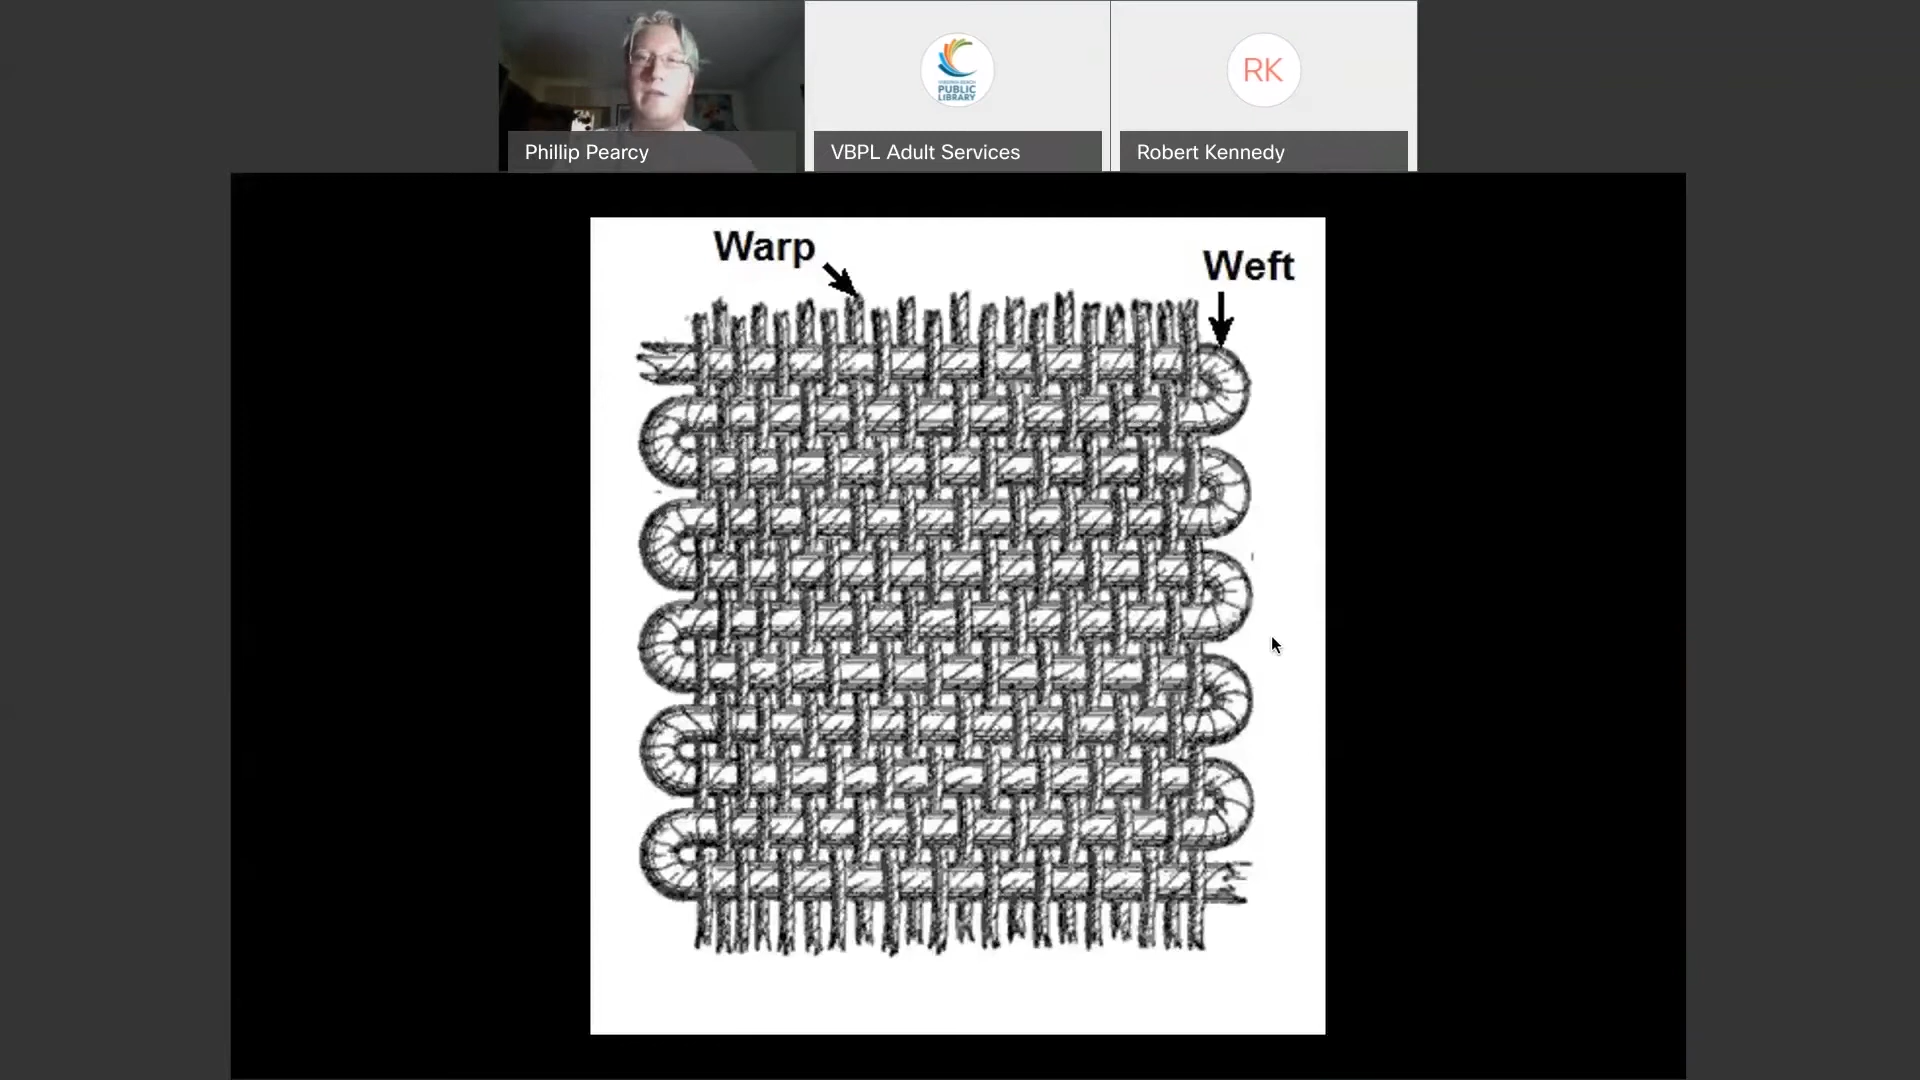 PUBLIC
LIBRARY
RK
Phillip Pearcy
VBPL Adult Services
Robert Kennedy
Warp
Weft